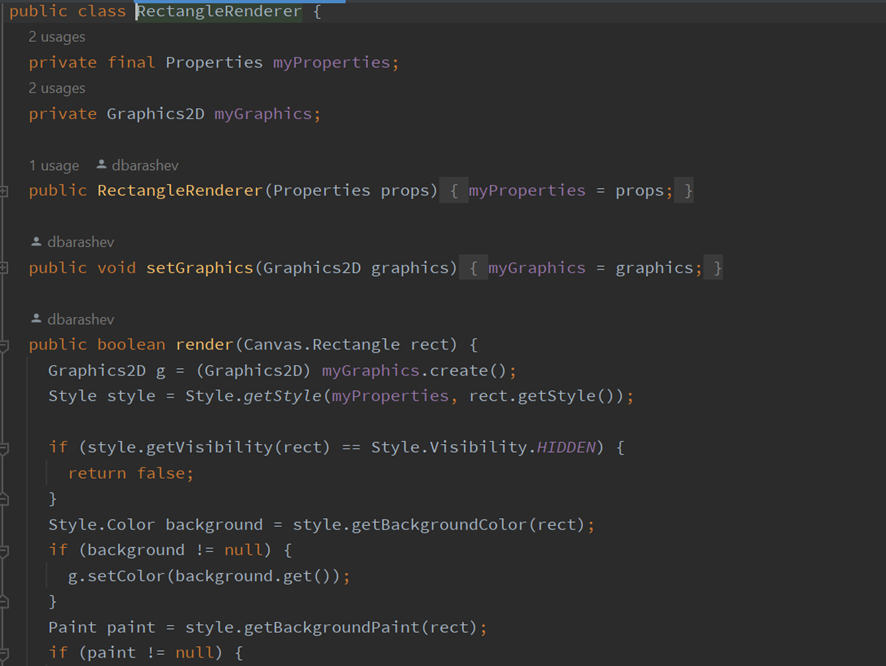 public class RectangleRenderer {
2 usages
private final Properties myProperties;
2 usages
private Graphics2D myGraphics;
1 usage dbarashev
public RectangleRenderer(Properties props) { myProperties = props; }
dbarashev
public void setGraphics(Graphics2D graphics) { myGraphics = graphics; }
dbarashev
public boolean render(Canvas.Rectangle rect) {
Graphics2D g = (Graphics2D) myGraphics.create();
Style style = Style.getStyle(myProperties, rect.getStyle());
if (style.getVisibility(rect) == Style.Visibility.HIDDEN) {
return false;
}
Style.Color background = style.getBackgroundColor(rect);
if (background != null) {
g.setColor(background.get());
}
Paint paint = style.getBackgroundPaint(rect);
if (paint != null) {